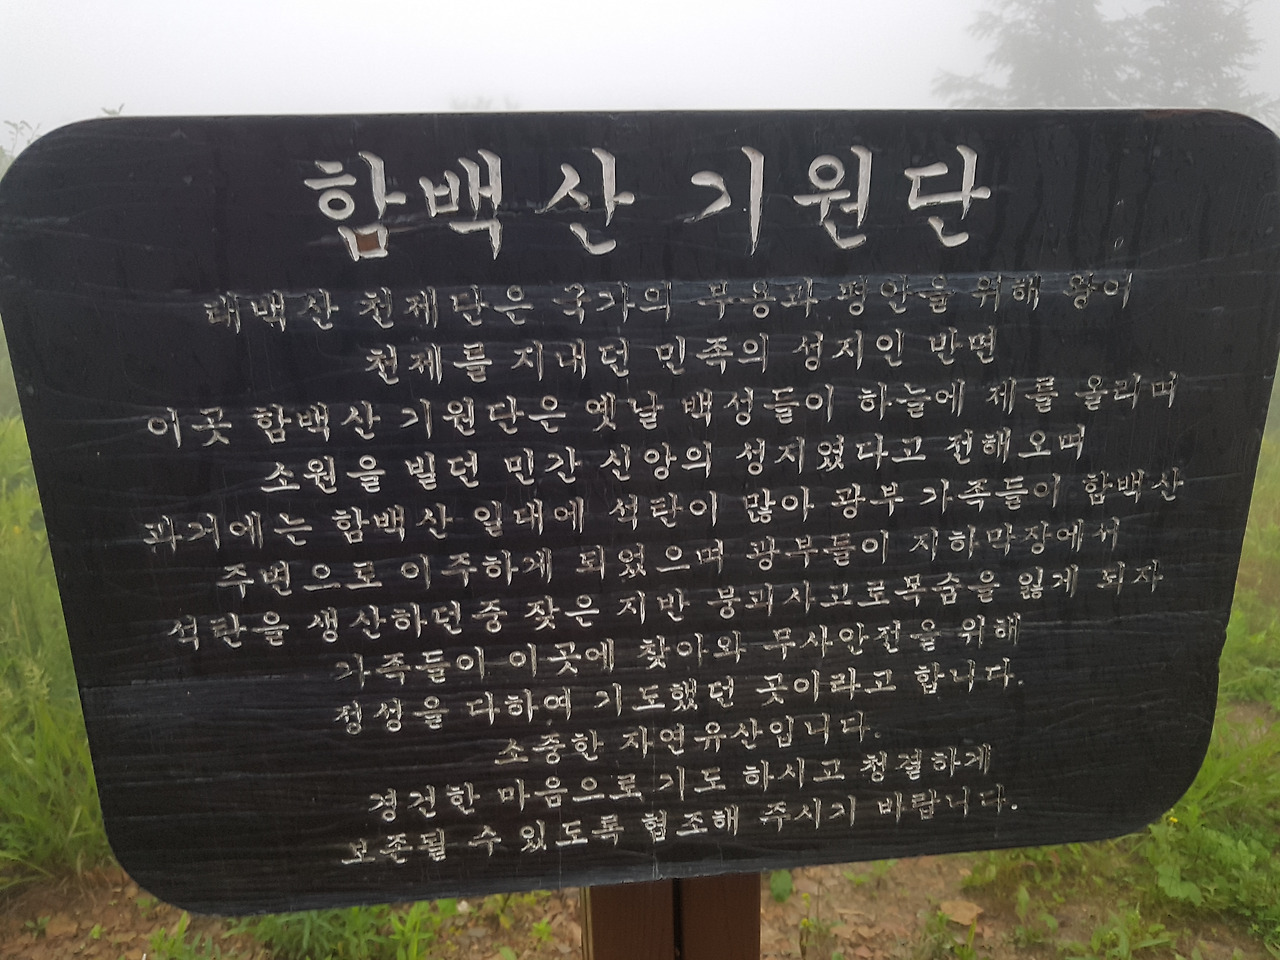 함백산 기원단
태백산 천제단은 국가의 부용과 평안을 위해 왕이
천제를 지내던 민족의 성지인 반면
이곳 함백산 기원단은 옛날 백성들이 하늘에 제를 올리며
소원을 빌던 민간 신앙의 성지였다고 전해오며
과거에는 함백산 일대에 석탄이 많아 광부 가족들이 함백산
주변으로 이주하게 되었으며 광부들이 지하막장에서
석탄을 생산하던중 잦은 지반 붕괴사고로목숨을 잃게 되자
가족들이 이곳에 찾아와 무사안전을 위해
정성을 다하여 기도했던 곳이라고 합니다.
소중한 자연유산입니다.
경건한 마음으로 기도 하시고 청결하게
보존될 수 있도록 협조해 주시기 바랍니다.